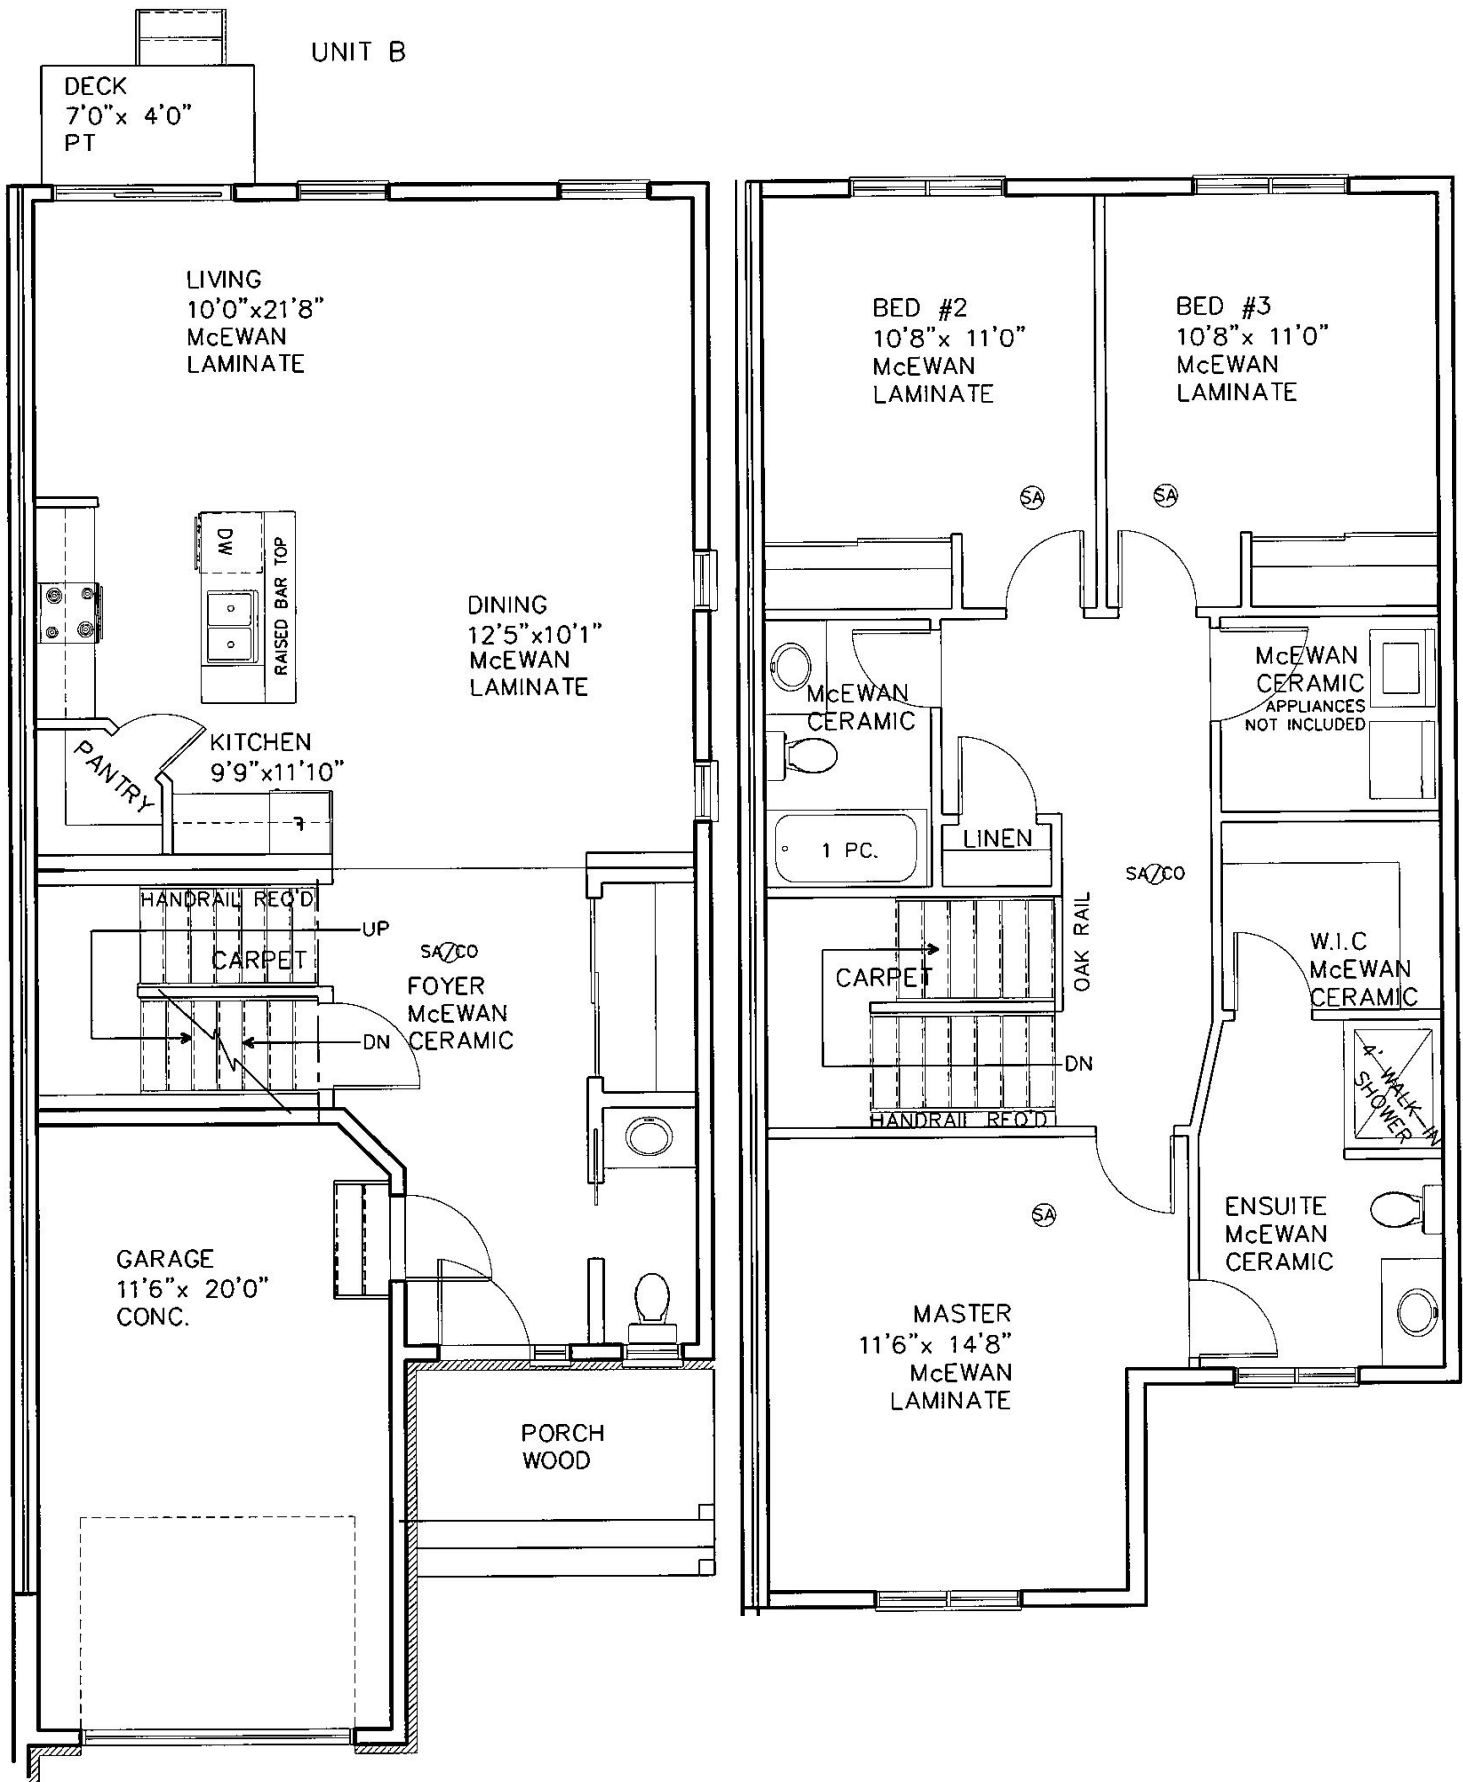 UNIT B
DECK
7'0"x 4'0"
PT
LIVING
10'0"x21'8"
McEWAN
LAMINATE
DW
RAISED BAR TOP
DINING
12'5"x10'1"
McEWAN
LAMINATE
PANTRY
KITCHEN
9'9"x11'10"
F
HANDRAIL REQ'D
UP
CARPET
SA/CO
FOYER
McEWAN
CERAMIC
DN
GARAGE
11'6"x 20'0"
CONC.
PORCH
WOOD
BED #2
10'8"x 11'0"
McEWAN
LAMINATE
SA
BED #3
10'8"x 11'0"
McEWAN
LAMINATE
SA
McEWAN
CERAMIC
1 PC.
LINEN
McEWAN
CERAMIC
APPLIANCES
NOT INCLUDED
SA/CO
OAK RAIL
CARPET
DN
HANDRAIL REQ'D
W.I.C
McEWAN
CERAMIC
4' WALK-IN
SHOWER
SA
ENSUITE
McEWAN
CERAMIC
MASTER
11'6"x 14'8"
McEWAN
LAMINATE